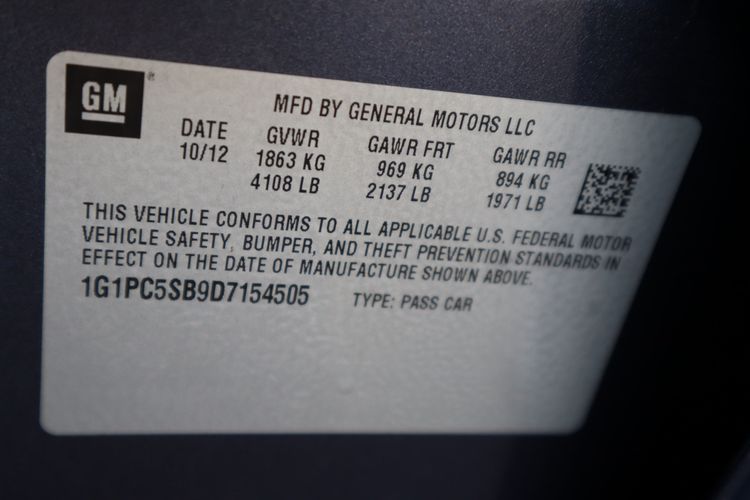 GM
MFD BY GENERAL MOTORS LLC
DATE GVWR GAWR FRT GAWR RR
10/12 1863 KG 969 KG 894 KG
4108 LB 2137 LB 1971 LB
THIS VEHICLE CONFORMS TO ALL APPLICABLE U.S. FEDERAL MOTOR
VEHICLE SAFETY, BUMPER, AND THEFT PREVENTION STANDARDS IN
EFFECT ON THE DATE OF MANUFACTURE SHOWN ABOVE.
1G1PC5SB9D7154505 TYPE: PASS CAR